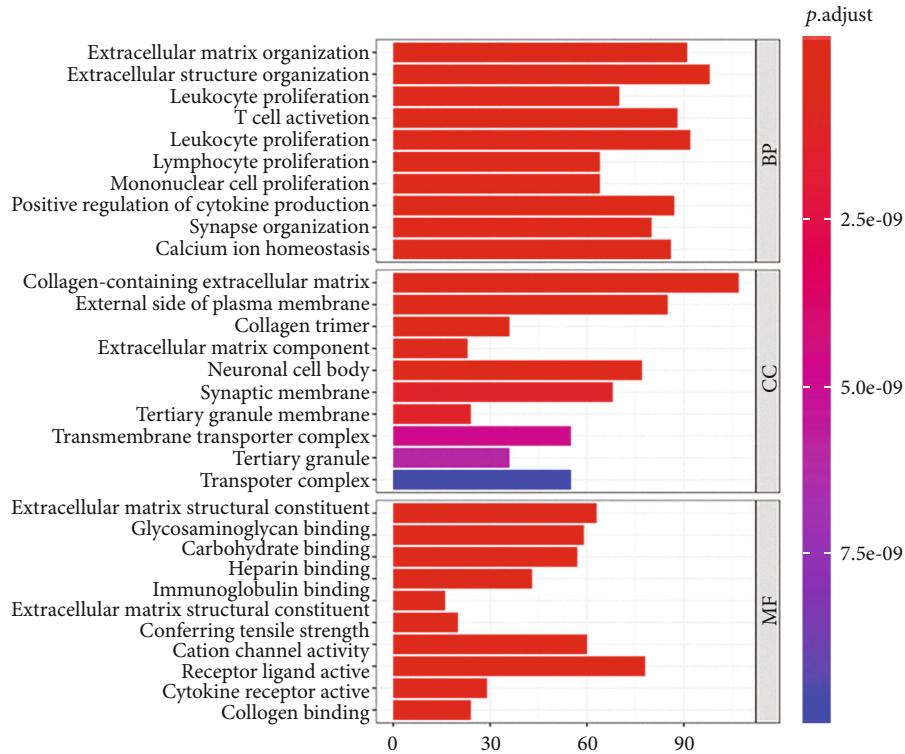 p.adjust
Extracellular matrix organization
Extracellular structure organization
Leukocyte proliferation
T cell activetion
Leukocyte proliferation
Lymphocyte proliferation
Mononuclear cell proliferation
Positive regulation of cytokine production
Synapse organization
Calcium ion homeostasis
BP
Collagen-containing extracellular matrix
External side of plasma membrane
Collagen trimer
Extracellular matrix component
Neuronal cell body
Synaptic membrane
Tertiary granule membrane
Transmembrane transporter complex
Tertiary granule
Transpoter complex
CC
Extracellular matrix structural constituent
Glycosaminoglycan binding
Carbohydrate binding
Heparin binding
Immunoglobulin binding
Extracellular matrix structural constituent
Conferring tensile strength
Cation channel activity
Receptor ligand active
Cytokine receptor active
Collogen binding
MF
0 30 60 90
2.5e-09
5.0e-09
7.5e-09